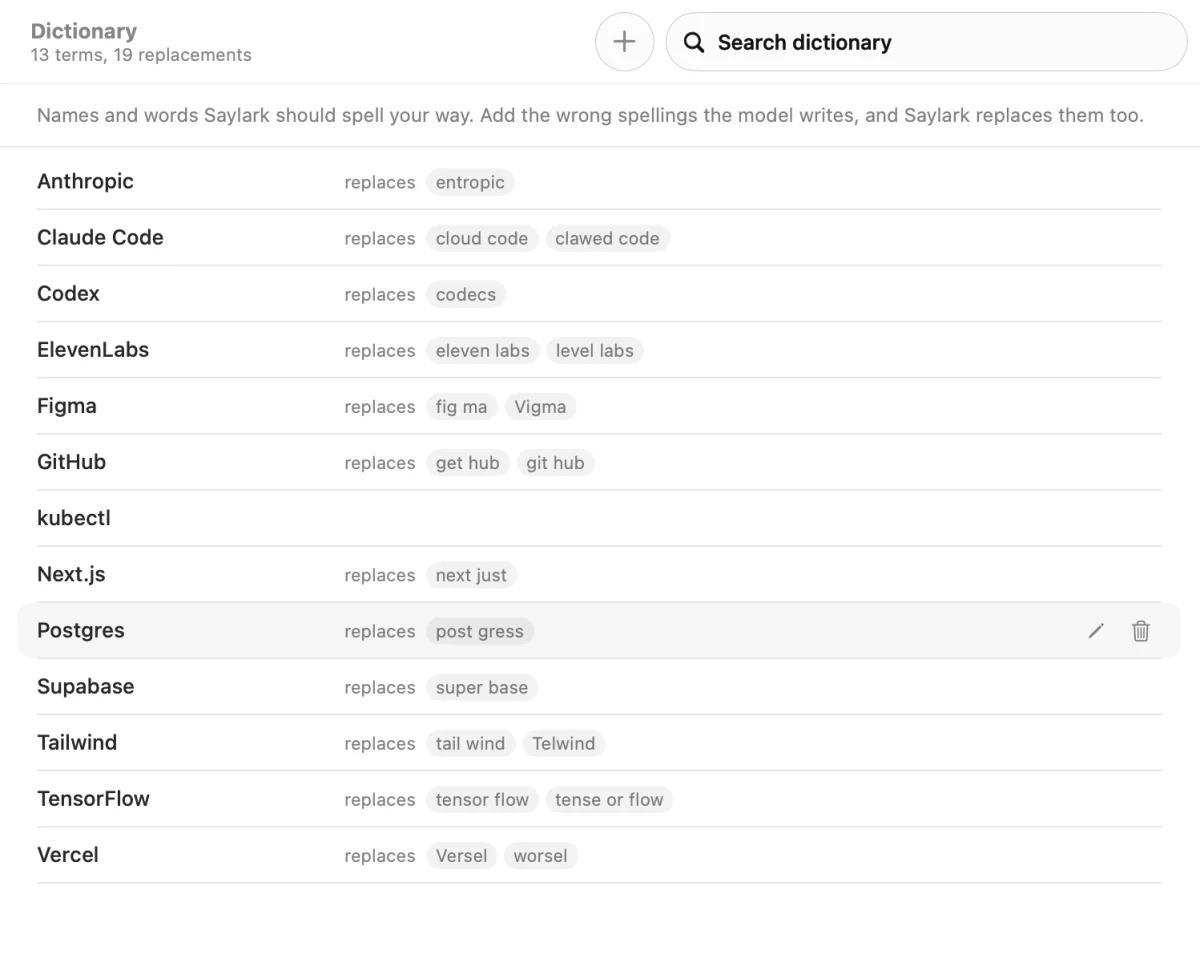 Dictionary
13 terms, 19 replacements
Search dictionary
Names and words Saylark should spell your way. Add the wrong spellings the model writes, and Saylark replaces them too.
Anthropic replaces entropic
Claude Code replaces cloud code clawed code
Codex replaces codecs
ElevenLabs replaces eleven labs level labs
Figma replaces fig ma Vigma
GitHub replaces get hub git hub
kubectl
Next.js replaces next just
Postgres replaces post gress
Supabase replaces super base
Tailwind replaces tail wind Telwind
TensorFlow replaces tensor flow tense or flow
Vercel replaces Versel worsel